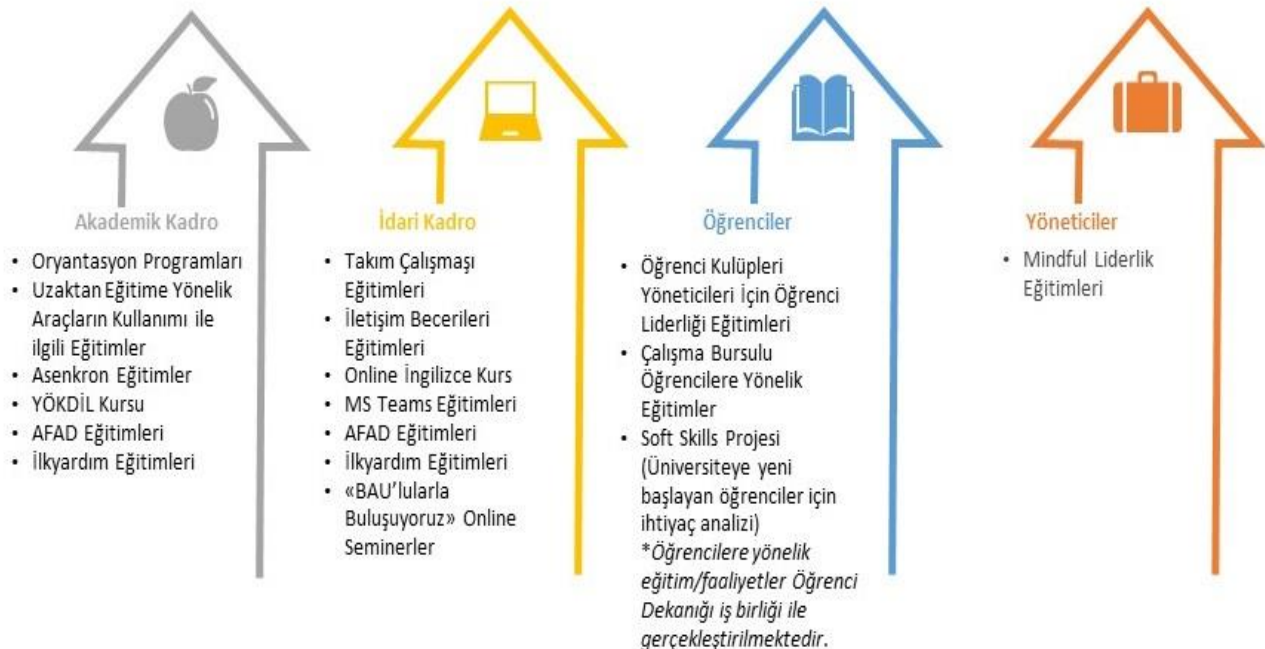 Akademik Kadro
• Oryantasyon Programları
• Uzaktan Eğitime Yönelik
Araçların Kullanımı ile
ilgili Eğitimler
• Asenkron Eğitimler
• YÖKDİL Kursu
• AFAD Eğitimleri
• İlkyardım Eğitimleri
İdari Kadro
• Takım Çalışmaşı
Eğitimleri
• İletişim Becerileri
Eğitimleri
• Online İngilizce Kurs
• MS Teams Eğitimleri
• AFAD Eğitimleri
• İlkyardım Eğitimleri
• «BAU’lularla
Buluşuyoruz» Online
Seminerler
Öğrenciler
• Öğrenci Kulüpleri
Yöneticileri İçin Öğrenci
Liderliği Eğitimleri
• Çalışma Bursulu
Öğrencilere Yönelik
Eğitimler
• Soft Skills Projesi
(Üniversiteye yeni
başlayan öğrenciler için
ihtiyaç analizi)
*Öğrencilere yönelik
eğitim/faaliyetler Öğrenci
Dekanığı iş birliği ile
gerçekleştirilmektedir.
Yöneticiler
• Mindful Liderlik
Eğitimleri